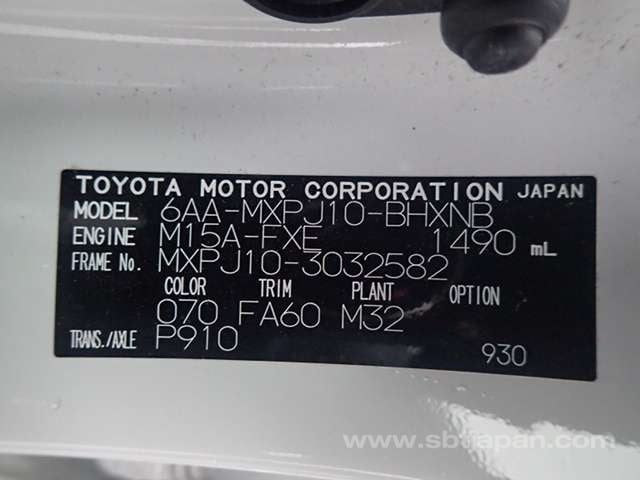 TOYOTA MOTOR CORPORATION JAPAN
MODEL 6AA-MXPJ10-BHXNB
ENGINE M15A-FXE 1490 mL
FRAME No. MXPJ10-3032582
COLOR TRIM PLANT OPTION
070 FA60 M32
TRANS./AXLE P910
930
www.sbtjapan.com